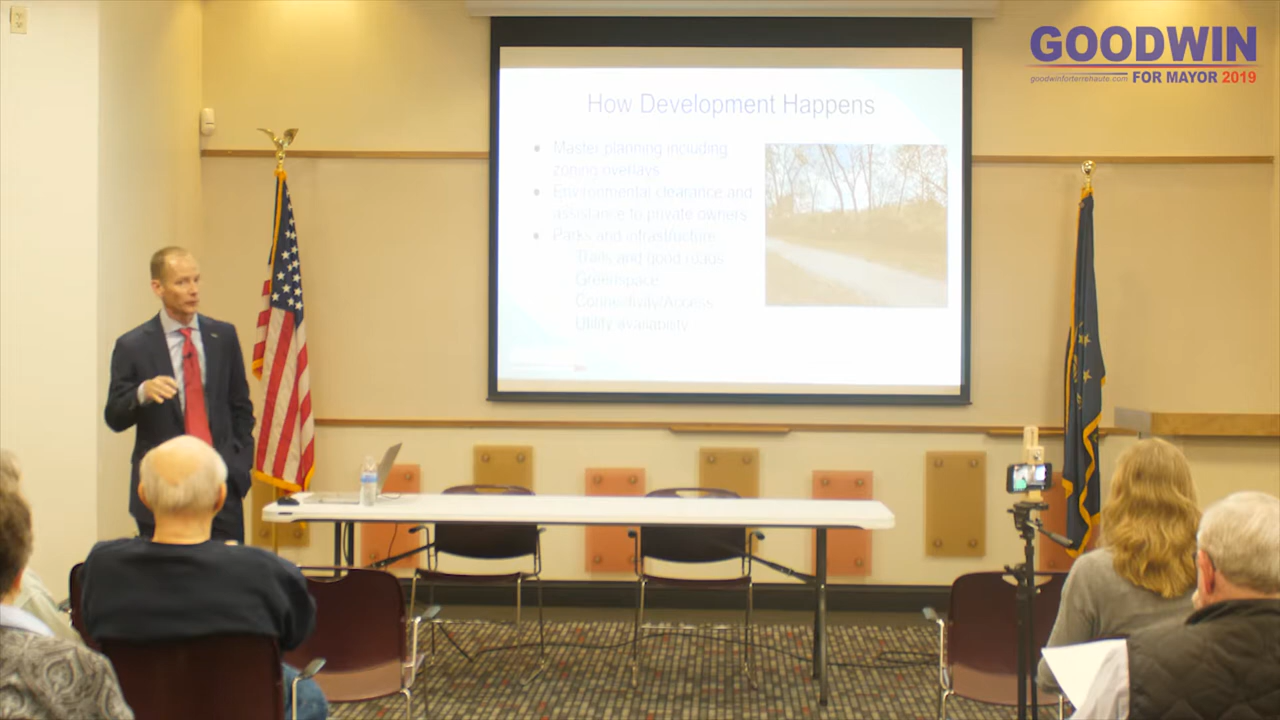 GOODWIN
goodwinforterrehaute.com FOR MAYOR 2019
How Development Happens
• Master planning including
zoning overlays
• Environmental clearance and
assistance to private owners
• Parks and infrastructure
Trails and good roads
Greenspace
Connectivity/Access
Utility availability